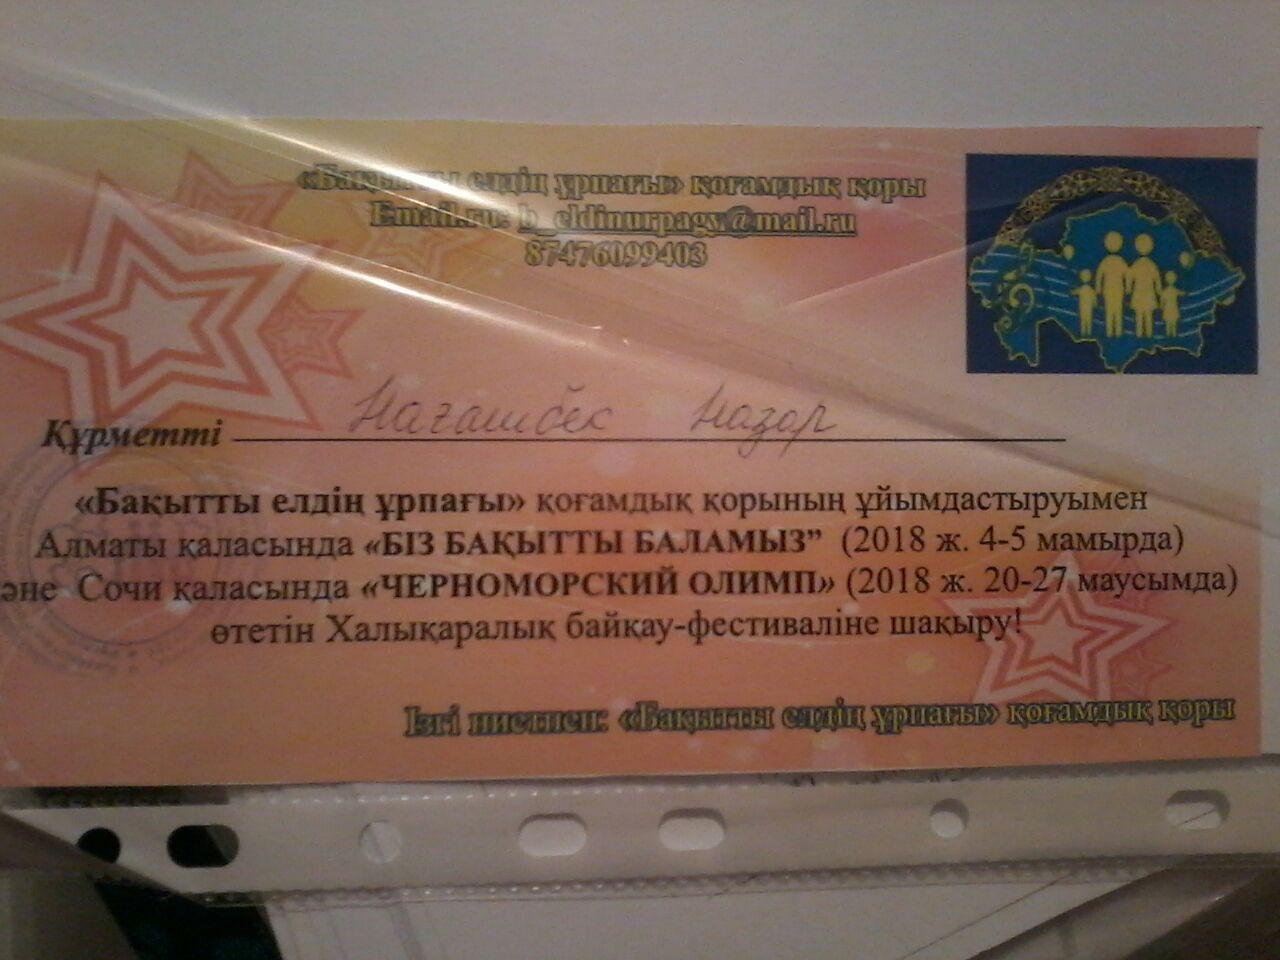 «Бақытты елдің ұрпағы» қоғамдық қоры
Email.ru: b_eldinurpagy@mail.ru
87476099403
Құрметті Нағашбек Назар
«Бақытты елдің ұрпағы» қоғамдық қорының ұйымдастыруымен
Алматы қаласында «БІЗ БАҚЫТТЫ БАЛАМЫЗ” (2018 ж. 4-5 мамырда)
әне Сочи қаласында «ЧЕРНОМОРСКИЙ ОЛИМП» (2018 ж. 20-27 маусымда)
өтетін Халықаралық байқау-фестиваліне шақыру!
Ізгі ниетпен: «Бақытты елдің ұрпағы» қоғамдық қоры